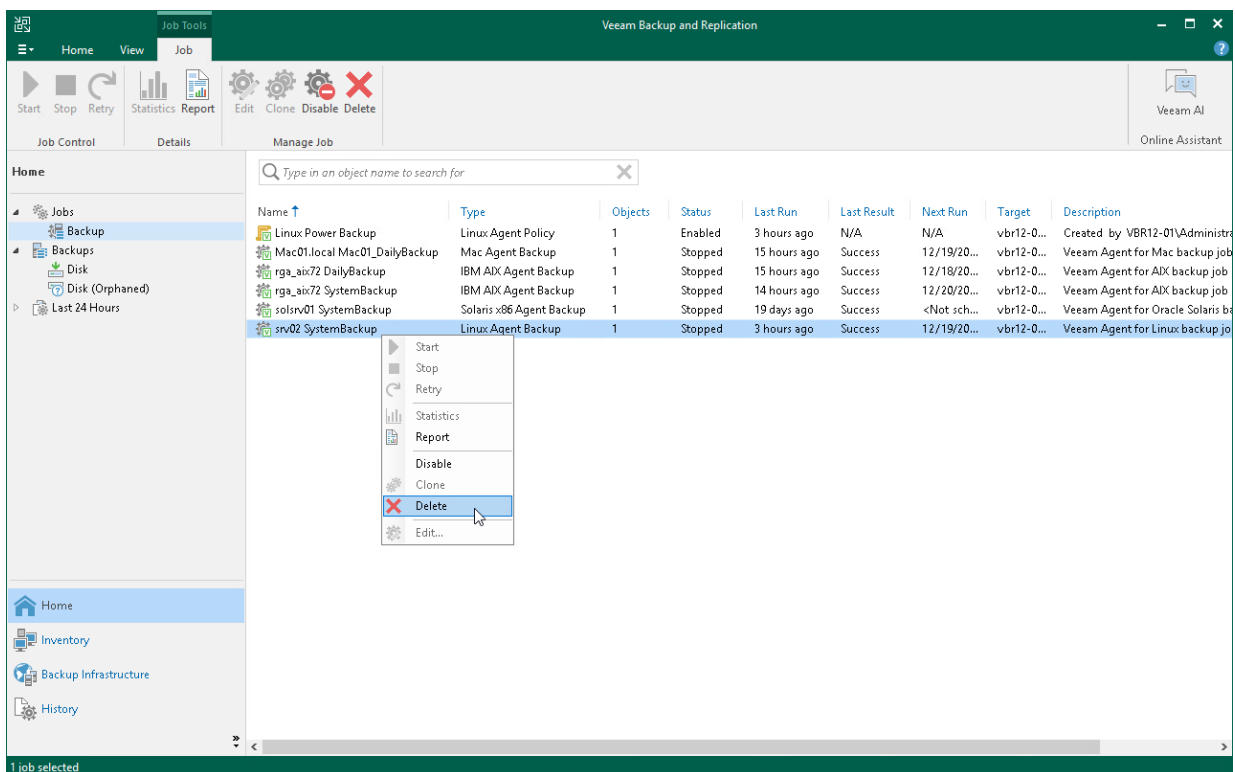 Job Tools
Veeam Backup and Replication
Home View Job
Start Stop Retry Statistics Report Edit Clone Disable Delete
Veeam AI
Job Control Details Manage Job Online Assistant
Home
Type in an object name to search for
Jobs
Backup
Backups
Disk
Disk (Orphaned)
Last 24 Hours
Name Type Objects Status Last Run Last Result Next Run Target Description
Linux Power Backup Linux Agent Policy 1 Enabled 3 hours ago N/A N/A vbr12-0... Created by VBR12-01\Administra
Mac01.local Mac01_DailyBackup Mac Agent Backup 1 Stopped 15 hours ago Success 12/19/20... vbr12-0... Veeam Agent for Mac backup job
rga_aix72 DailyBackup IBM AIX Agent Backup 1 Stopped 15 hours ago Success 12/18/20... vbr12-0... Veeam Agent for AIX backup job
rga_aix72 SystemBackup IBM AIX Agent Backup 1 Stopped 14 hours ago Success 12/20/20... vbr12-0... Veeam Agent for AIX backup job
solsrv01 SystemBackup Solaris x86 Agent Backup 1 Stopped 19 days ago Success <Not sch... vbr12-0... Veeam Agent for Oracle Solaris ba
srv02 SystemBackup Linux Agent Backup 1 Stopped 3 hours ago Success 12/19/20... vbr12-0... Veeam Agent for Linux backup jo
Start
Stop
Retry
Statistics
Report
Disable
Clone
Delete
Edit...
Home
Inventory
Backup Infrastructure
History
1 job selected